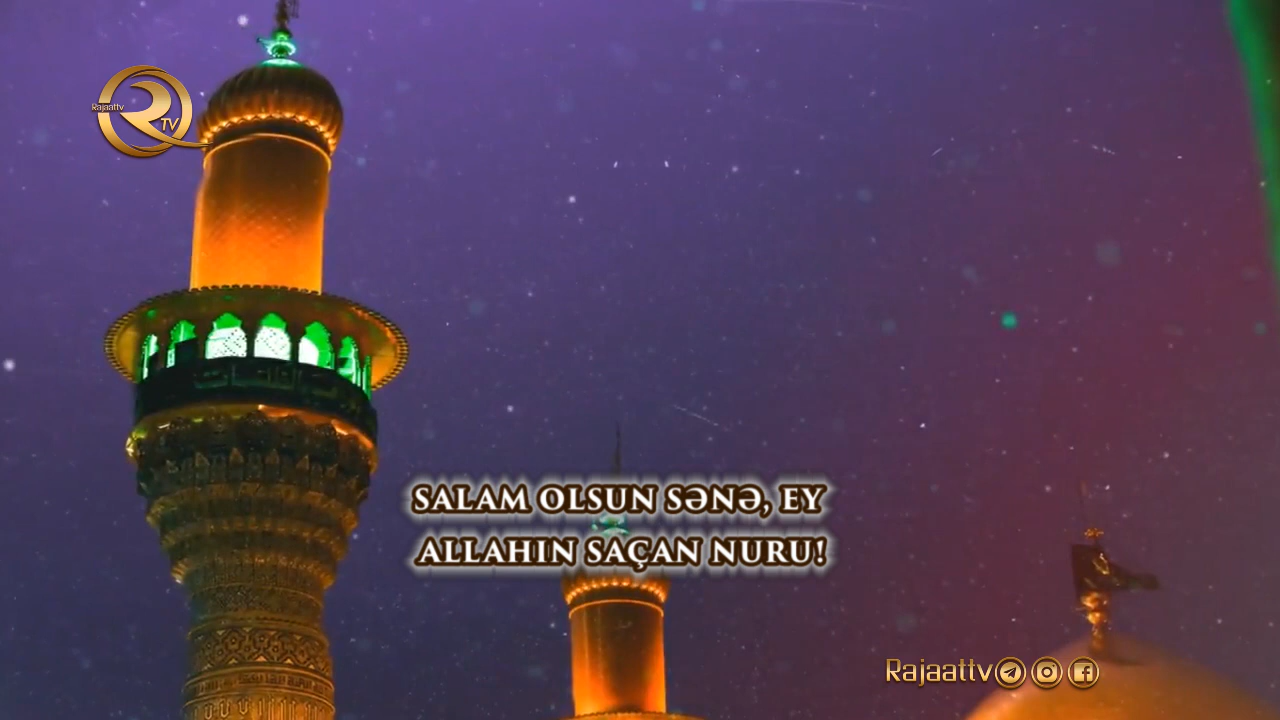 Rajaattv
TV
SALAM OLSUN SƏNƏ, EY
ALLAHIN SAÇAN NURU!
Rajaattv